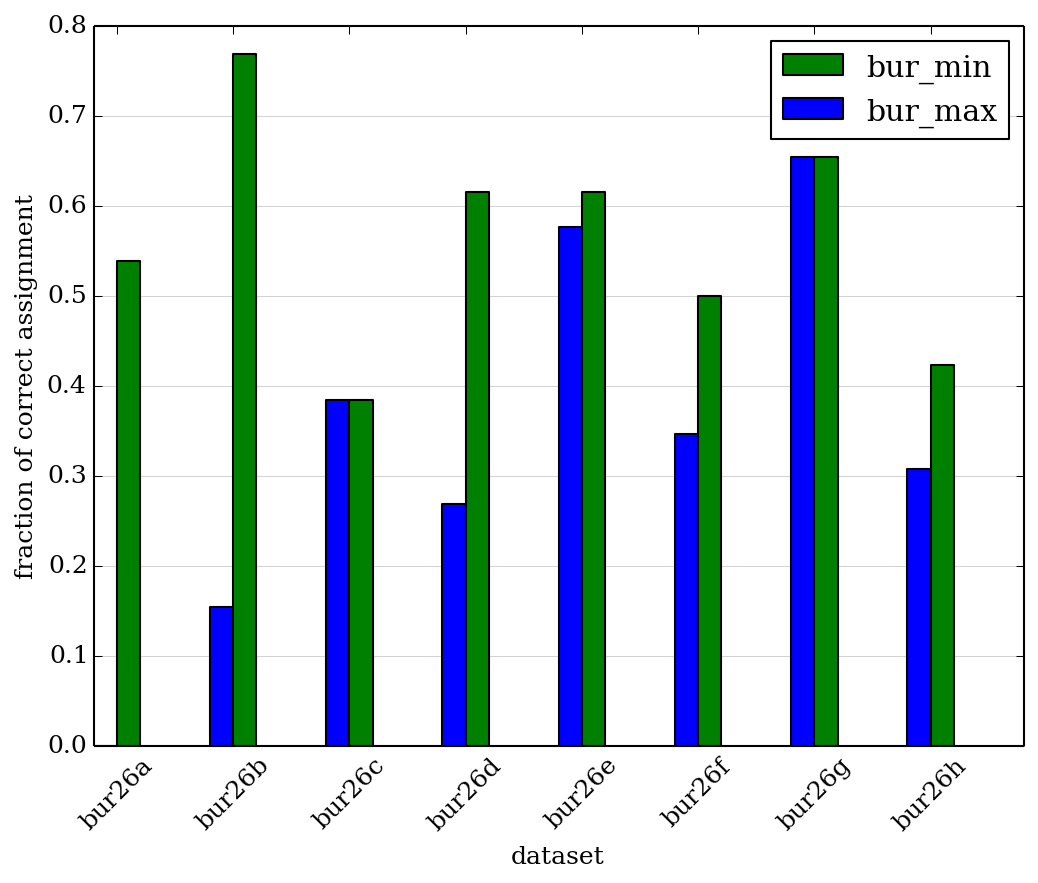 0.8
0.7
0.6
0.5
0.4
0.3
0.2
0.1
0.0
fraction of correct assignment
bur_min
bur_max
bur26a
bur26b
bur26c
bur26d
bur26e
bur26f
bur26g
bur26h
dataset